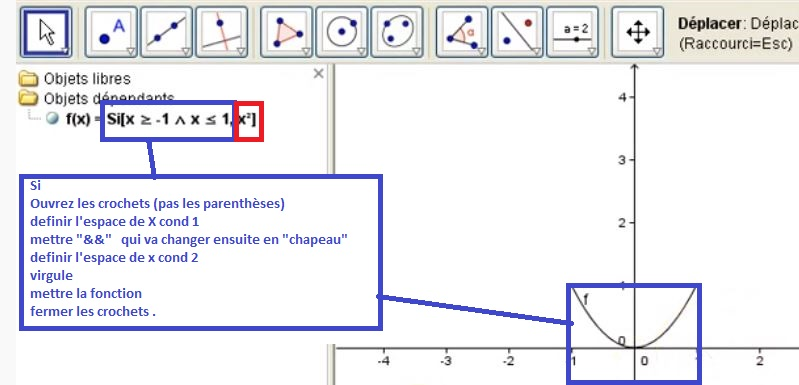 A
α
a = 2
Déplacer: Déplac
(Raccourci=Esc)
Objets libres
Objets dépendants
f(x) = Si[x ≥ -1 ∧ x ≤ 1, x²]
Si
Ouvrez les crochets (pas les parenthèses)
definir l'espace de X cond 1
mettre "&&" qui va changer ensuite en "chapeau"
definir l'espace de x cond 2
virgule
mettre la fonction
fermer les crochets .
4
3
2
1
f
0
-4 -3 -2 1 0 1 2